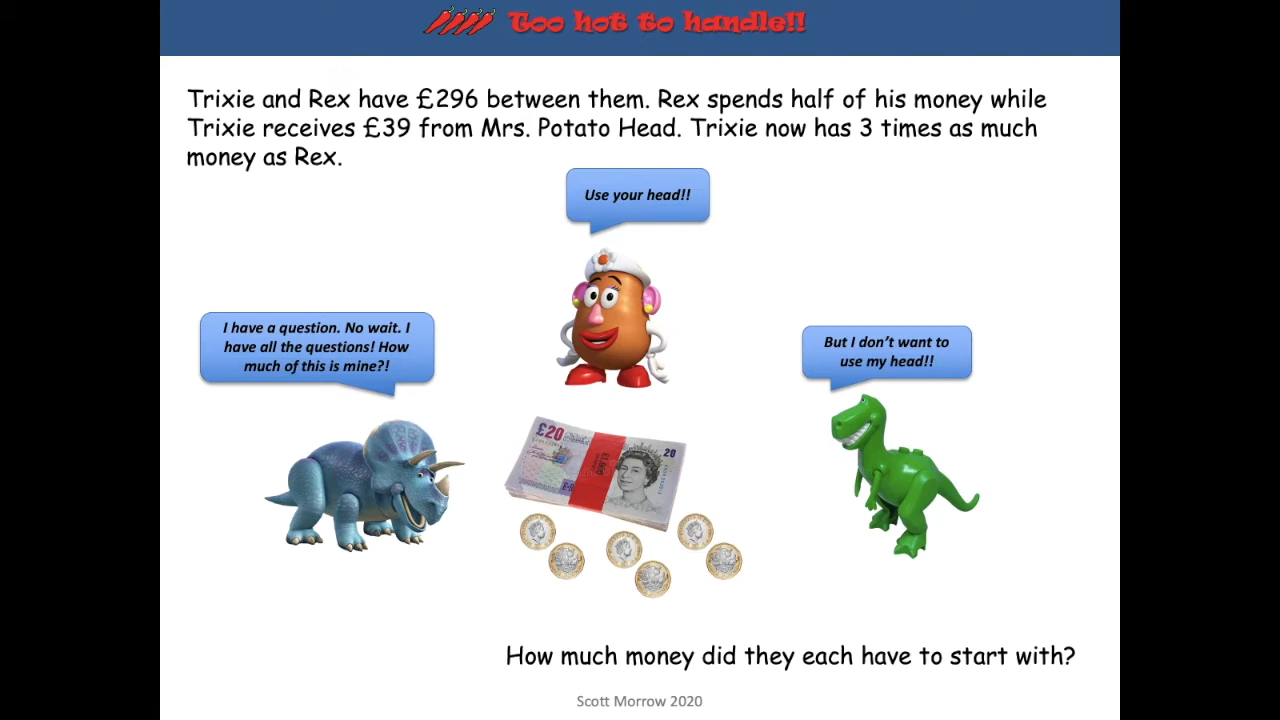 Too hot to handle!!
Trixie and Rex have £296 between them. Rex spends half of his money while
Trixie receives £39 from Mrs. Potato Head. Trixie now has 3 times as much
money as Rex.
Use your head!!
I have a question. No wait. I
have all the questions! How
much of this is mine?!
But I don’t want to
use my head!!
£20
20
How much money did they each have to start with?
Scott Morrow 2020